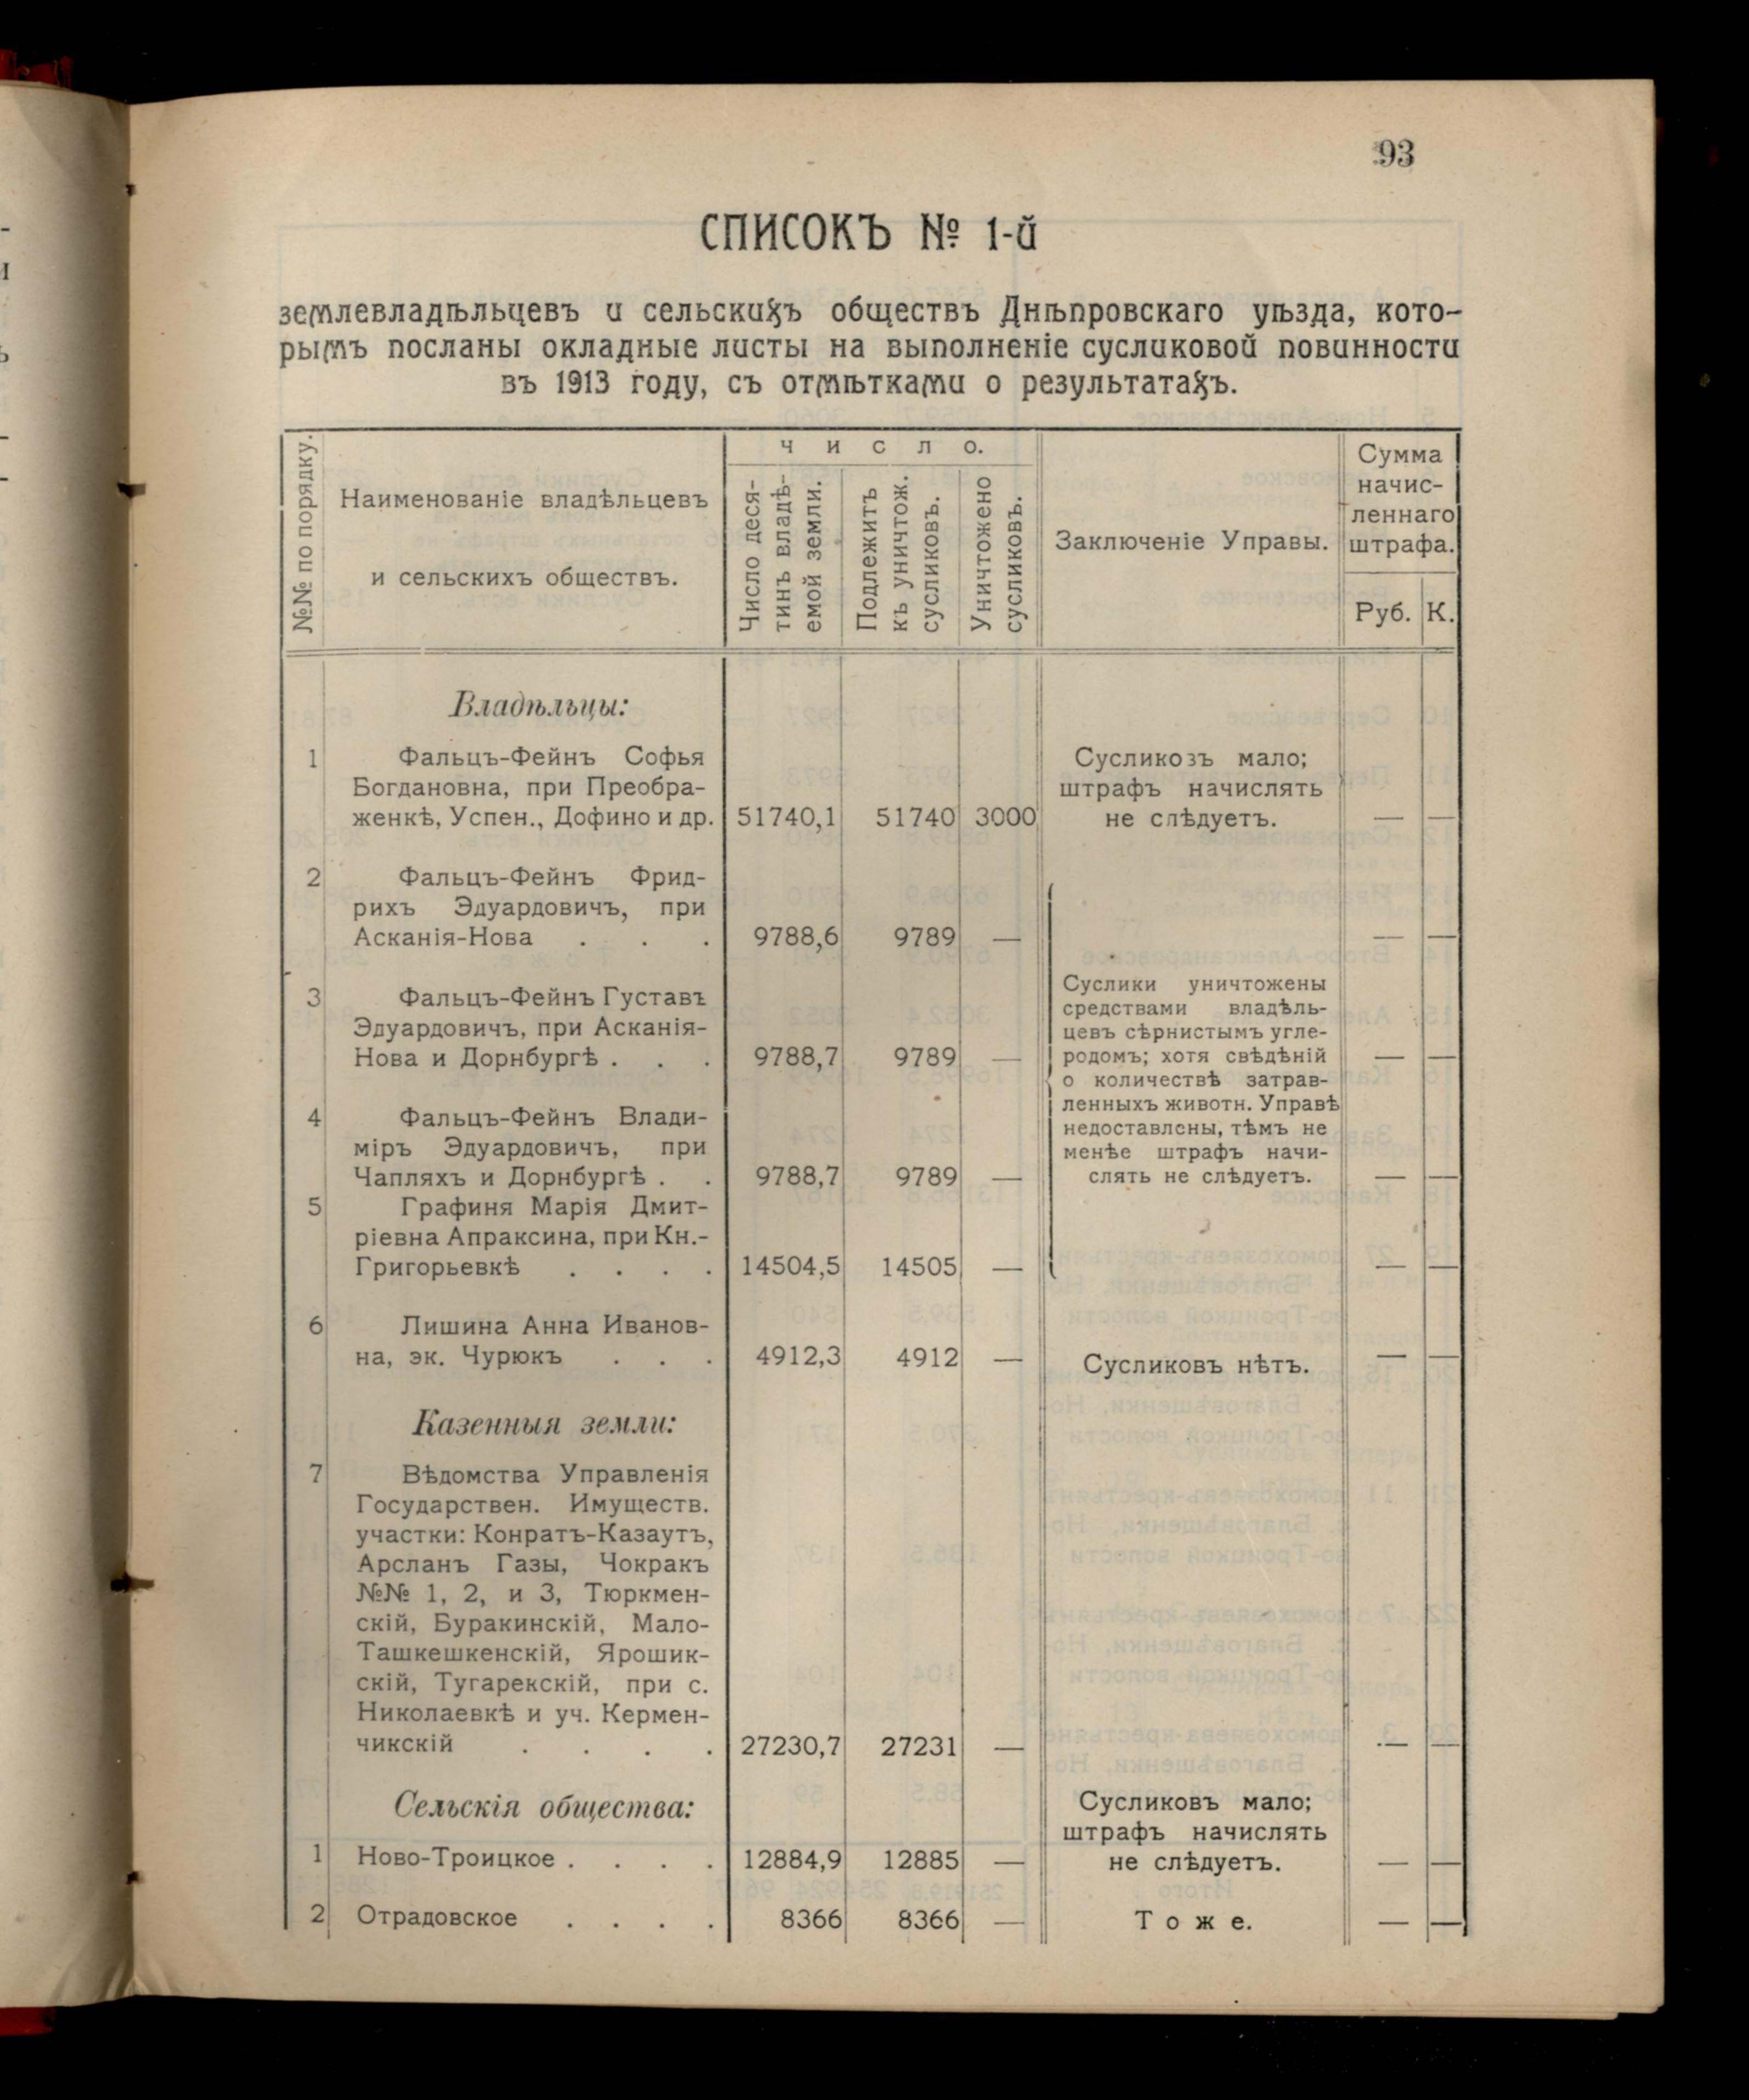 93
СПИСОКЪ № 1-й
землевладѣльцевъ и сельскихъ обществъ Днѣпровскаго уѣзда, кото-
рымъ посланы окладные листы на выполненіе сусликовой повинности
въ 1913 году, съ отмѣтками о результатахъ.
№№ по порядку.
Наименованіе владѣльцевъ
и сельскихъ обществъ.
Число.
Число деся-
тинъ владѣ-
емой земли.
Подлежитъ
къ уничтож.
сусликовъ.
Уничтожено
сусликовъ.
Заключеніе Управы.
Сумма
начис-
леннаго
штрафа.
Руб. К.
Владѣльцы:
1 Фальцъ-Фейнъ Софья
Богдановна, при Преобра-
женкѣ, Успен., Дофино и др. 51740,1 51740 3000
Сусликозъ мало;
штрафъ начислять
не слѣдуетъ. — —
2 Фальцъ-Фейнъ Фрид-
рихъ Эдуардовичъ, при
Асканія-Нова . . . 9788,6 9789 — — —
3 Фальцъ-Фейнъ Густавъ
Эдуардовичъ, при Асканія-
Нова и Дорнбургѣ . . . 9788,7 9789 — — —
4 Фальцъ-Фейнъ Влади-
міръ Эдуардовичъ, при
Чапляхъ и Дорнбургѣ . . 9788,7 9789 — — —
5 Графиня Марія Дмит-
ріевна Апраксина, при Кн.-
Григорьевкѣ . . . . 14504,5 14505 — — —
Суслики уничтожены
средствами владѣль-
цевъ сѣрнистымъ угле-
родомъ; хотя свѣдѣній
о количествѣ затрав-
ленныхъ животн. Управѣ
недоставлены, тѣмъ не
менѣе штрафъ начи-
слять не слѣдуетъ.
6 Лишина Анна Иванов-
на, эк. Чурюкъ . . . 4912,3 4912 — Сусликовъ нѣтъ. — —
Казенныя земли:
7 Вѣдомства Управленія
Государствен. Имуществ.
участки: Конратъ-Казаутъ,
Арсланъ Газы, Чокракъ
№№ 1, 2, и 3, Тюркмен-
скій, Буракинскій, Мало-
Ташкешкенскій, Ярошик-
скій, Тугарекскій, при с.
Николаевкѣ и уч. Кермен-
чикскій . . . . 27230,7 27231 — — —
Сельскія общества:
Сусликовъ мало;
штрафъ начислять
1 Ново-Троицкое . . . . 12884,9 12885 — не слѣдуетъ. — —
2 Отрадовское . . . . 8366 8366 — Тоже. — —